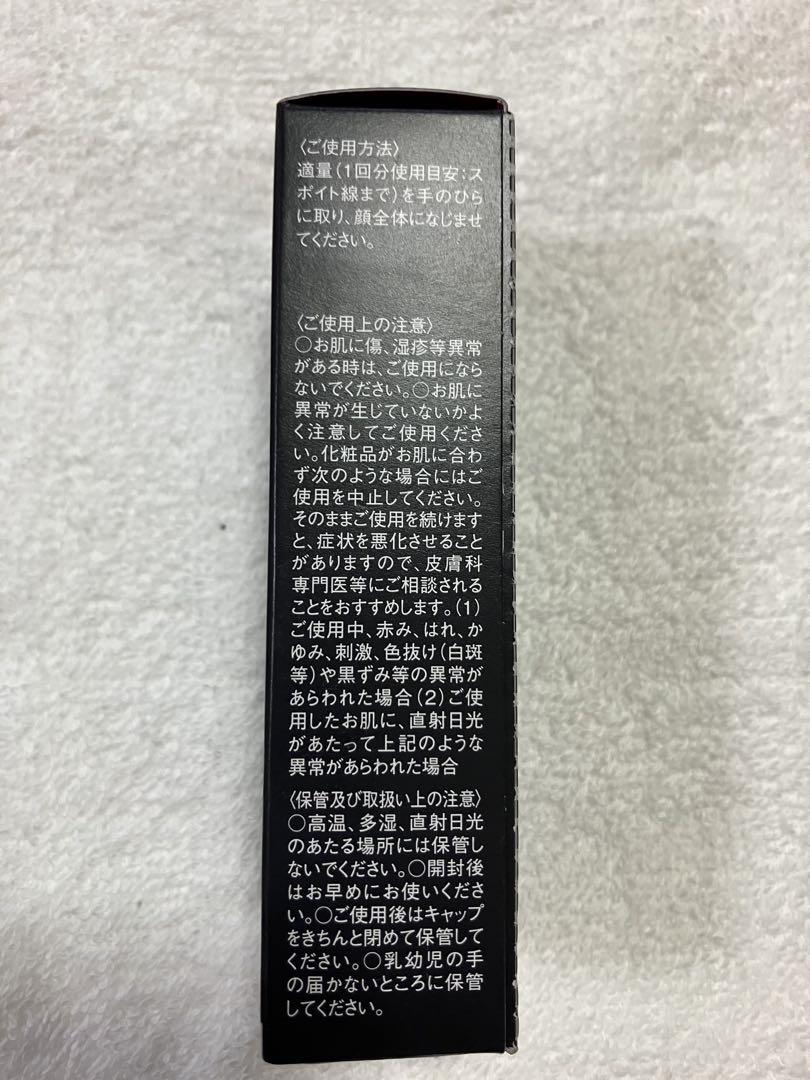 〈ご使用方法〉
適量(1回分使用目安:ス
ポイト線まで)を手のひら
に取り、顔全体になじませ
てください。
〈ご使用上の注意〉
○お肌に傷、湿疹等異常
がある時は、ご使用になら
ないでください。○お肌に
異常が生じていないかよ
く注意してご使用くださ
い。化粧品がお肌に合わ
ず次のような場合にはご
使用を中止してください。
そのままご使用を続けます
と、症状を悪化させること
がありますので、皮膚科
専門医等にご相談される
ことをおすすめします。(1)
ご使用中、赤み、はれ、か
ゆみ、刺激、色抜け(白斑
等)や黒ずみ等の異常が
あらわれた場合(2)ご使
用したお肌に、直射日光
があたって上記のような
異常があらわれた場合
〈保管及び取扱い上の注意〉
○高温、多湿、直射日光
のあたる場所には保管し
ないでください。○開封後
はお早めにお使いくださ
い。○ご使用後はキャップ
をきちんと閉めて保管して
ください。○乳幼児の手
の届かないところに保管
してください。